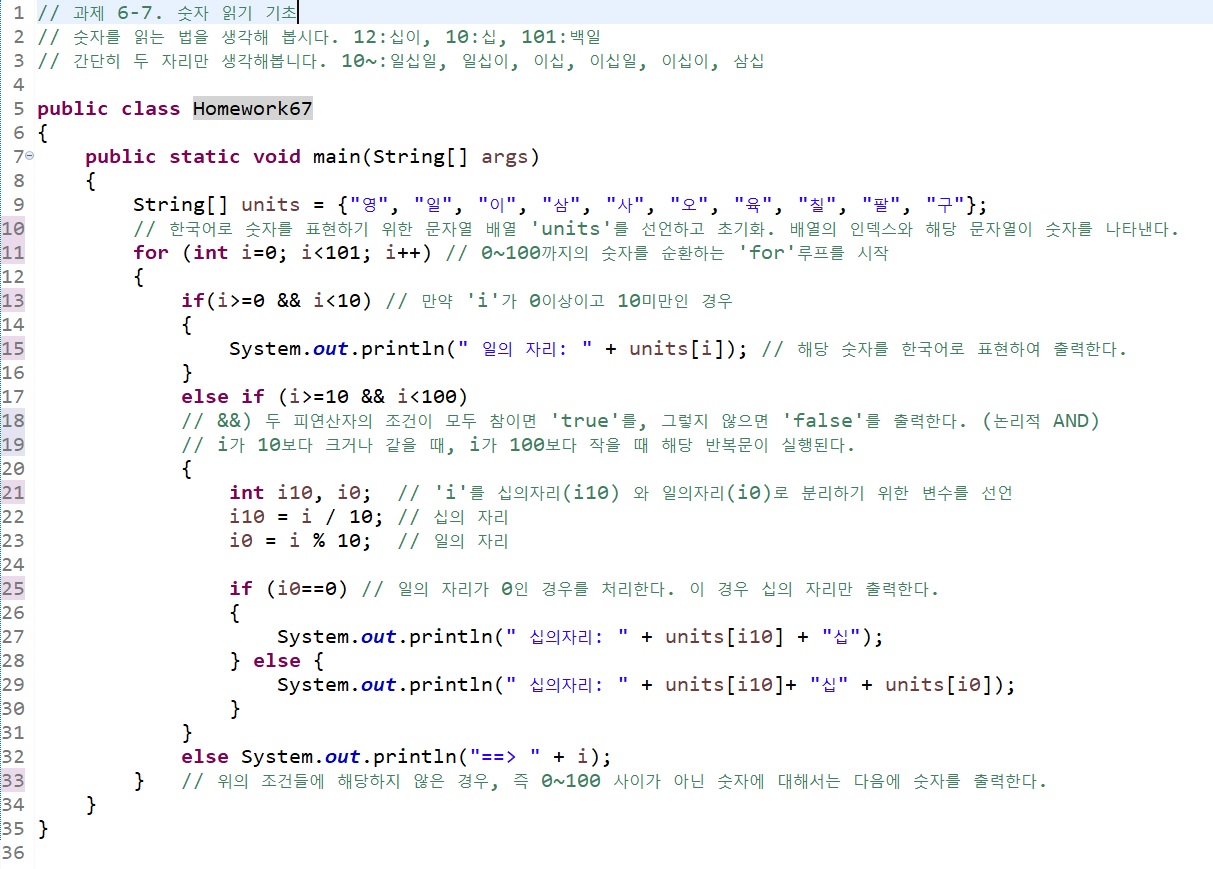 1 // 과제 6-7. 숫자 읽기 기초
2 // 숫자를 읽는 법을 생각해 봅시다. 12:십이, 10:십, 101:백일
3 // 간단히 두 자리만 생각해봅니다. 10~:일십일, 일십이, 이십, 이십일, 이십이, 삼십
4
5 public class Homework67
6 {
7 public static void main(String[] args)
8 {
9 String[] units = {"영", "일", "이", "삼", "사", "오", "육", "칠", "팔", "구"};
10 // 한국어로 숫자를 표현하기 위한 문자열 배열 'units'를 선언하고 초기화. 배열의 인덱스와 해당 문자열이 숫자를 나타낸다.
11 for (int i=0; i<101; i++) // 0~100까지의 숫자를 순환하는 'for'루프를 시작
12 {
13 if(i>=0 && i<10) // 만약 'i'가 0이상이고 10미만인 경우
14 {
15 System.out.println(" 일의 자리: " + units[i]); // 해당 숫자를 한국어로 표현하여 출력한다.
16 }
17 else if (i>=10 && i<100)
18 // &&) 두 피연산자의 조건이 모두 참이면 'true'를, 그렇지 않으면 'false'를 출력한다. (논리적 AND)
19 // i가 10보다 크거나 같을 때, i가 100보다 작을 때 해당 반복문이 실행된다.
20 {
21 int i10, i0; // 'i'를 십의자리(i10) 와 일의자리(i0)로 분리하기 위한 변수를 선언
22 i10 = i / 10; // 십의 자리
23 i0 = i % 10; // 일의 자리
24
25 if (i0==0) // 일의 자리가 0인 경우를 처리한다. 이 경우 십의 자리만 출력한다.
26 {
27 System.out.println(" 십의자리: " + units[i10] + "십");
28 } else {
29 System.out.println(" 십의자리: " + units[i10]+ "십" + units[i0]);
30 }
31 }
32 else System.out.println("==> " + i);
33 } // 위의 조건들에 해당하지 않은 경우, 즉 0~100 사이가 아닌 숫자에 대해서는 다음에 숫자를 출력한다.
34 }
35 }
36